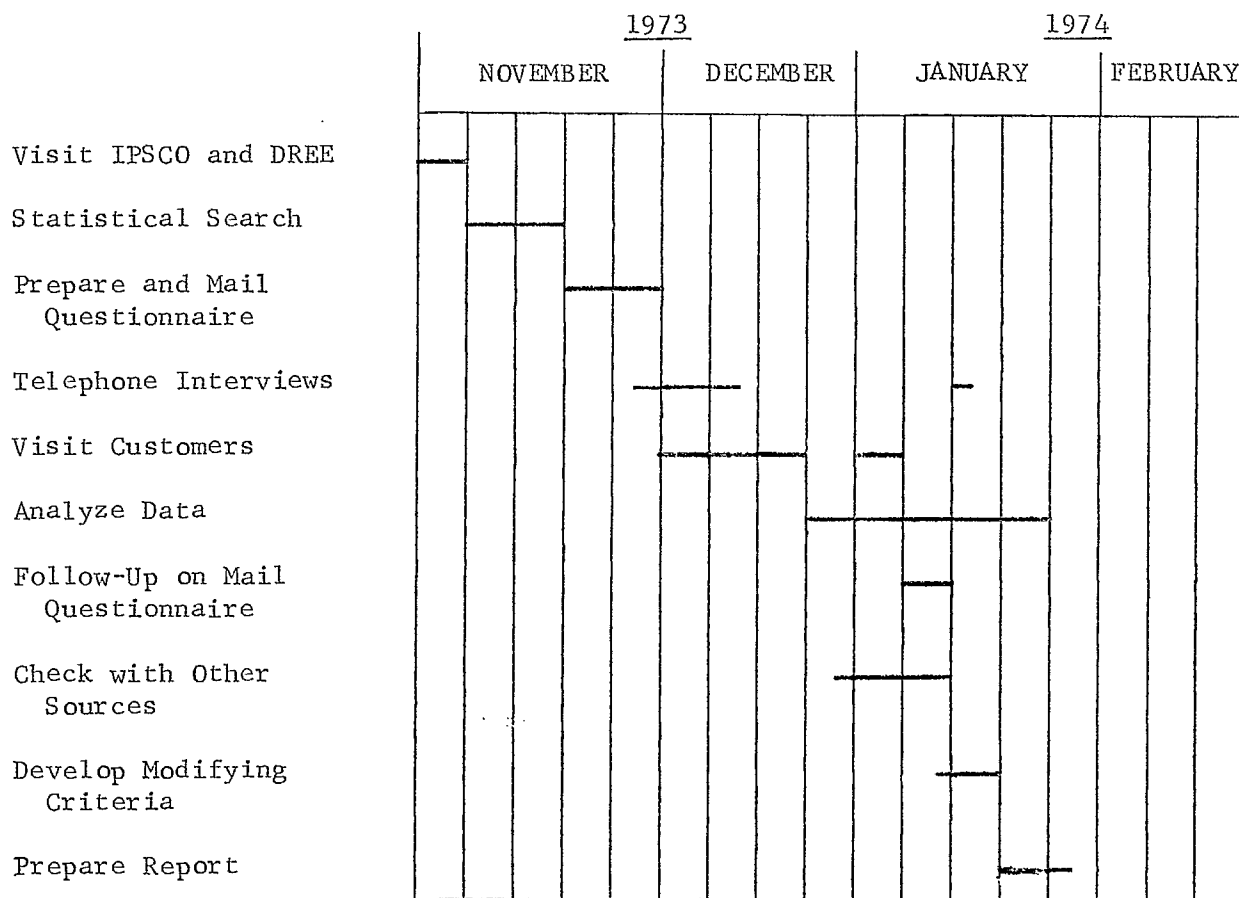 1973 1974
NOVEMBER DECEMBER JANUARY FEBRUARY
Visit IPSCO and DREE
Statistical Search
Prepare and Mail
Questionnaire
Telephone Interviews
Visit Customers
Analyze Data
Follow-Up on Mail
Questionnaire
Check with Other
Sources
Develop Modifying
Criteria
Prepare Report